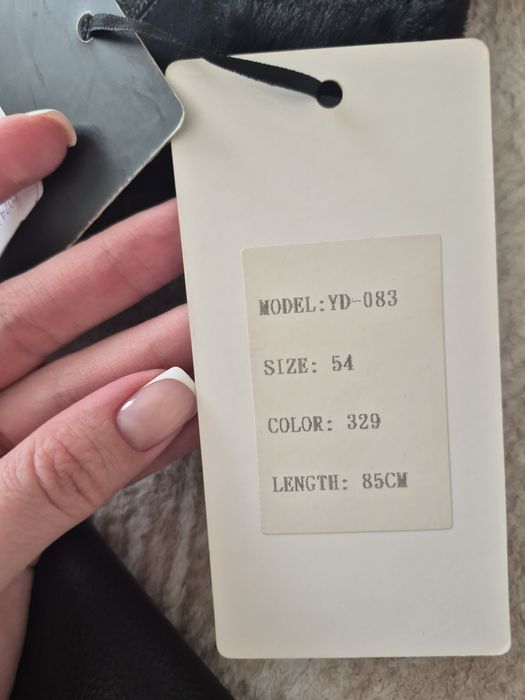 MODEL:YD-083
SIZE: 54
COLOR: 329
LENGTH: 85CM